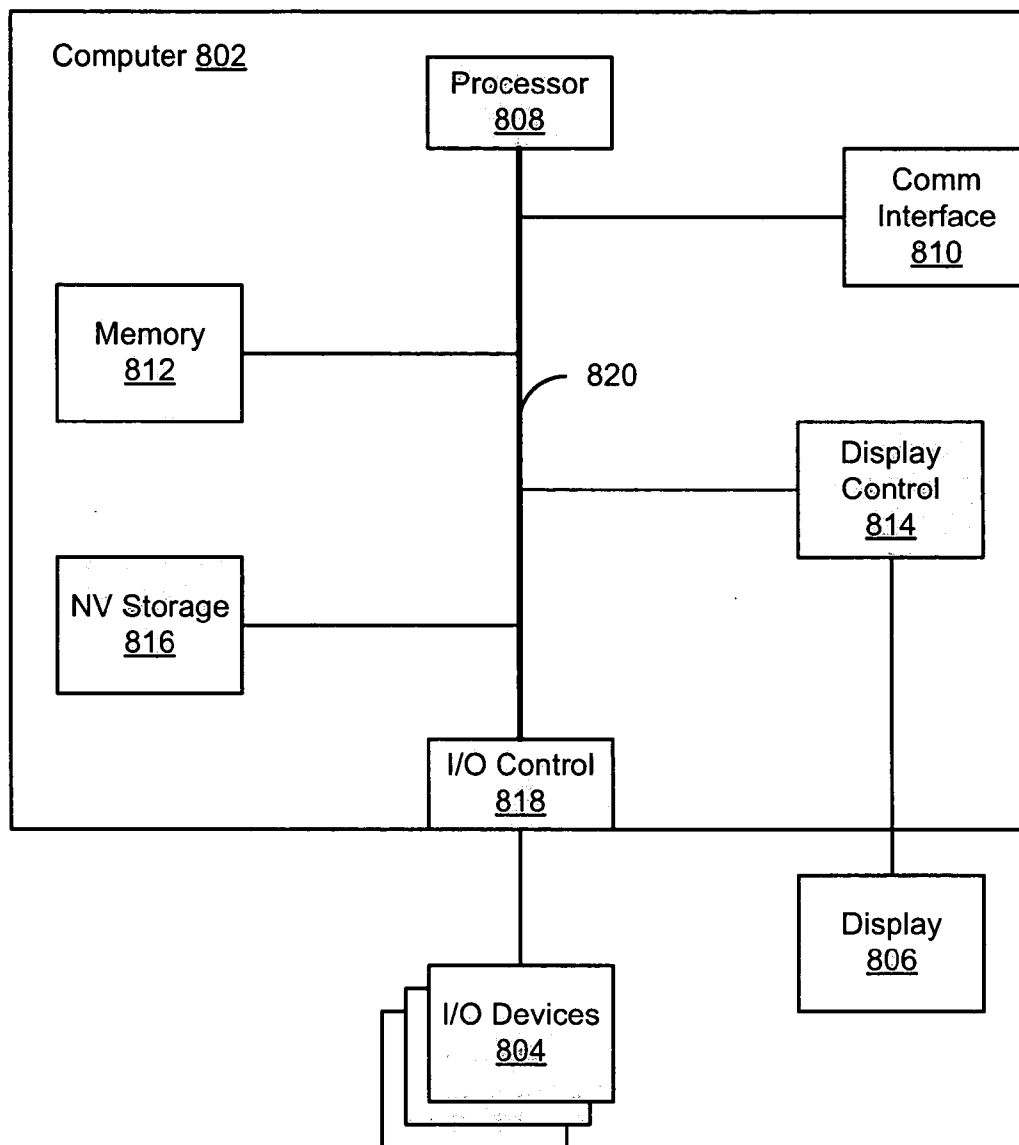 Computer 802
Processor
808
Comm
Interface
810
Memory
812
820
Display
Control
814
NV Storage
816
I/O Control
818
Display
806
I/O Devices
804